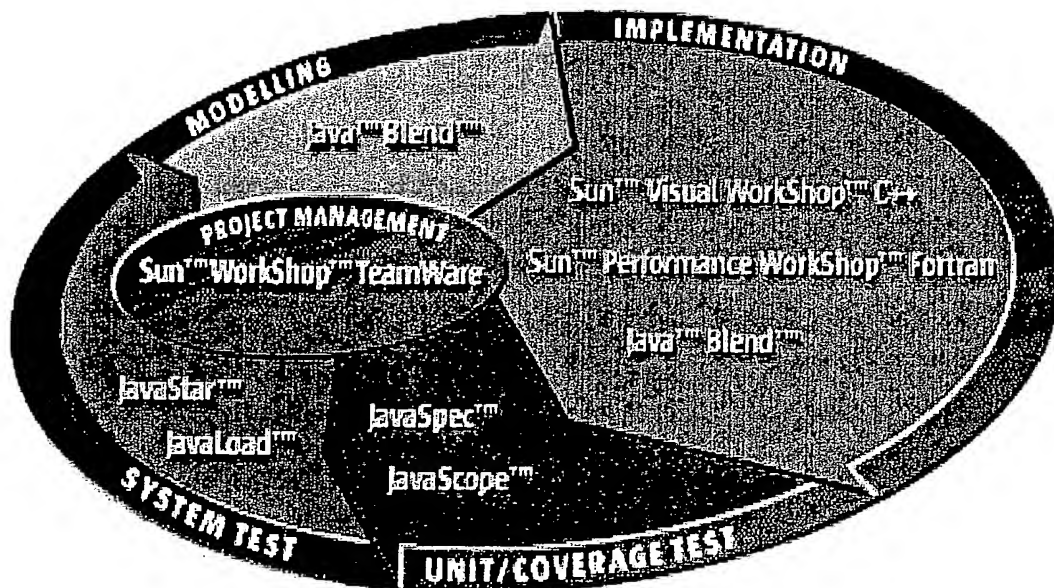 MODELLING
IMPLEMENTATION
Java™ Blend™
Sun™ Visual WorkShop™ C++
PROJECT MANAGEMENT
Sun™ WorkShop™ TeamWare
Sun™ Performance WorkShop™ Fortran
Java™ Blend™
JavaStar™
JavaLoad™
JavaSpec™
JavaScope™
SYSTEM TEST
UNIT/COVERAGE TEST